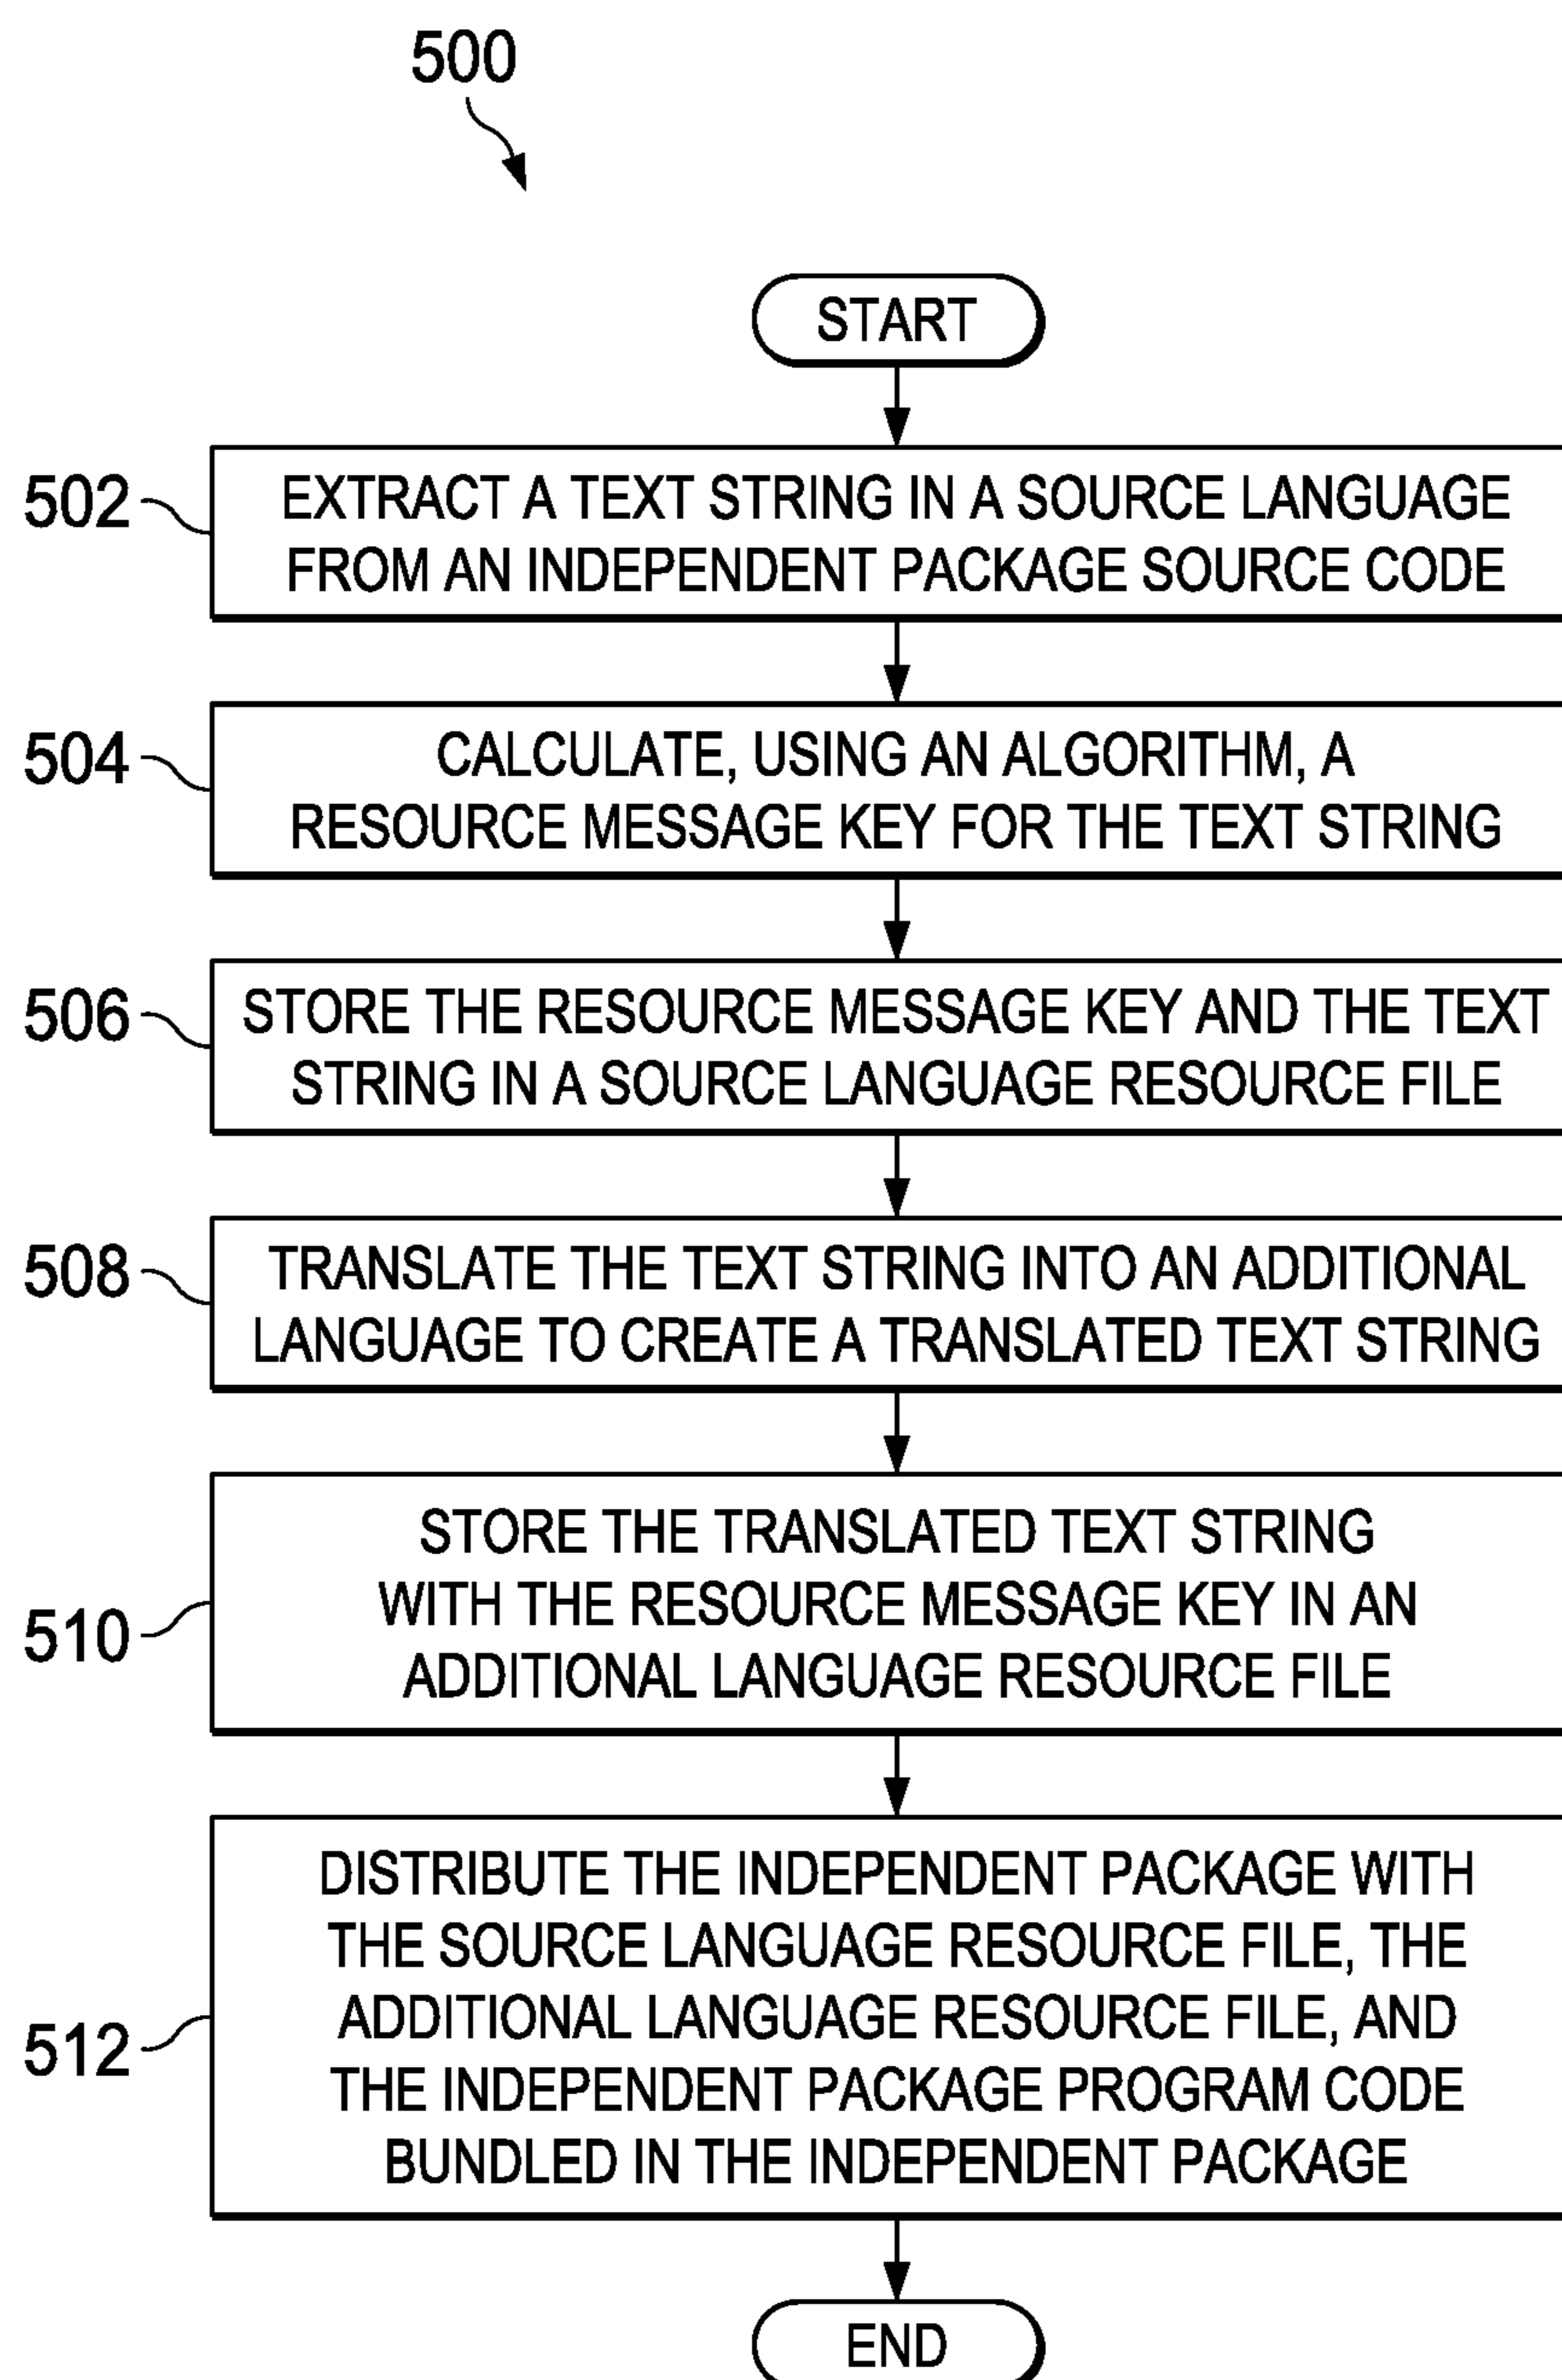 500
START
502
EXTRACT A TEXT STRING IN A SOURCE LANGUAGE
FROM AN INDEPENDENT PACKAGE SOURCE CODE
504
CALCULATE, USING AN ALGORITHM, A
RESOURCE MESSAGE KEY FOR THE TEXT STRING
506
STORE THE RESOURCE MESSAGE KEY AND THE TEXT
STRING IN A SOURCE LANGUAGE RESOURCE FILE
508
TRANSLATE THE TEXT STRING INTO AN ADDITIONAL
LANGUAGE TO CREATE A TRANSLATED TEXT STRING
510
STORE THE TRANSLATED TEXT STRING
WITH THE RESOURCE MESSAGE KEY IN AN
ADDITIONAL LANGUAGE RESOURCE FILE
512
DISTRIBUTE THE INDEPENDENT PACKAGE WITH
THE SOURCE LANGUAGE RESOURCE FILE, THE
ADDITIONAL LANGUAGE RESOURCE FILE, AND
THE INDEPENDENT PACKAGE PROGRAM CODE
BUNDLED IN THE INDEPENDENT PACKAGE
END